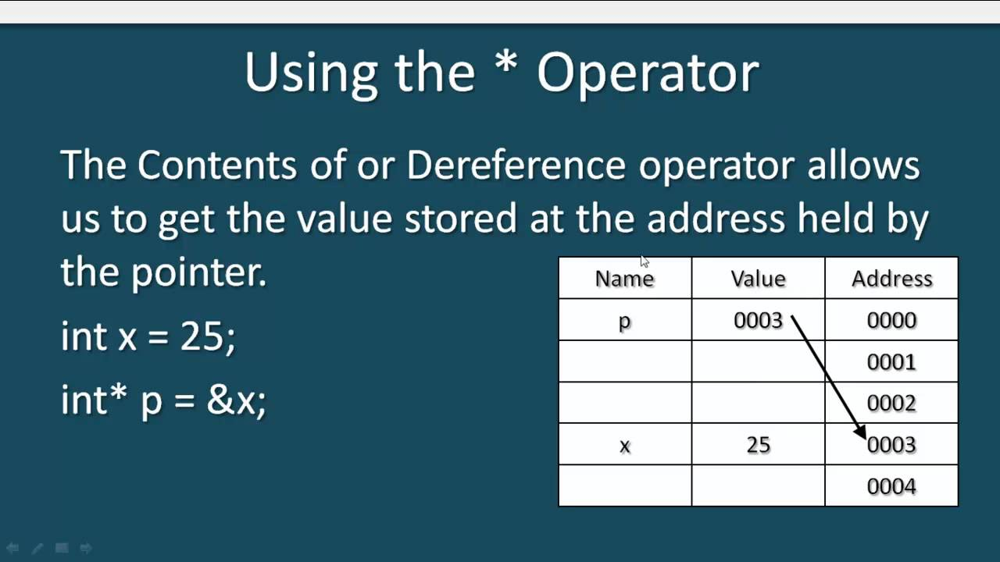 Using the * Operator
The Contents of or Dereference operator allows
us to get the value stored at the address held by
the pointer.
int x = 25;
int* p = &x;
Name Value Address
p 0003 0000
0001
0002
x 25 0003
0004